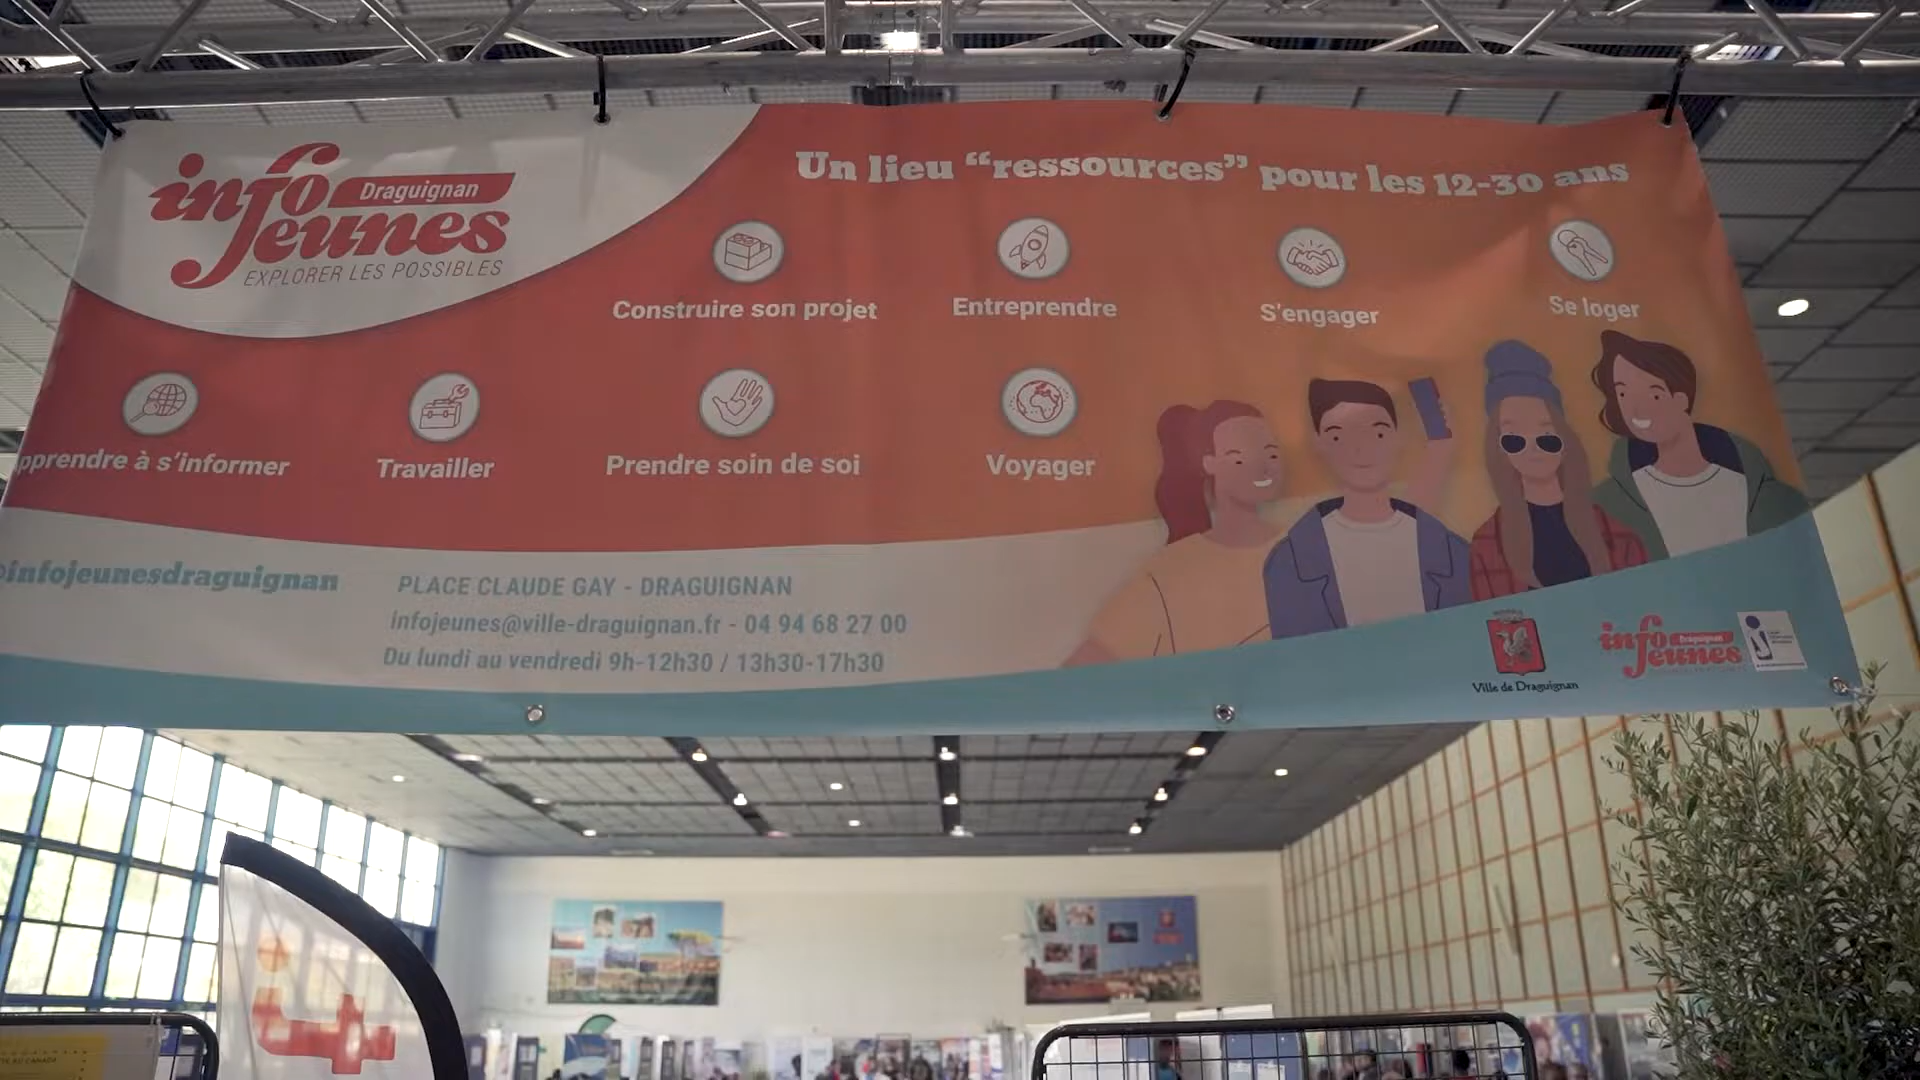 info
Draguignan
Jeunes
EXPLORER LES POSSIBLES
Un lieu “ressources” pour les 12-30 ans
Construire son projet
Entreprendre
S'engager
Se loger
pprendre à s’informer
Travailler
Prendre soin de soi
Voyager
infojeunesdraguignan
PLACE CLAUDE GAY - DRAGUIGNAN
infojeunes@ville-draguignan.fr - 04 94 68 27 00
Du lundi au vendredi 9h-12h30 / 13h30-17h30
Ville de Draguignan
info
Draguignan
Jeunes